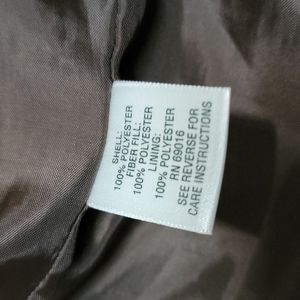 SHELL:
100% POLYESTER
FIBER FILL:
100% POLYESTER
LINING:
100% POLYESTER
RN 69016
SEE REVERSE FOR
CARE INSTRUCTIONS